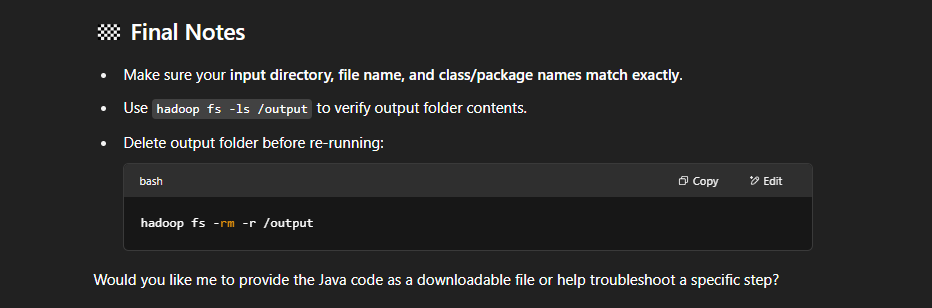 Final Notes
• Make sure your input directory, file name, and class/package names match exactly.
• Use hadoop fs -ls /output to verify output folder contents.
• Delete output folder before re-running:
bash Copy Edit
hadoop fs -rm -r /output
Would you like me to provide the Java code as a downloadable file or help troubleshoot a specific step?